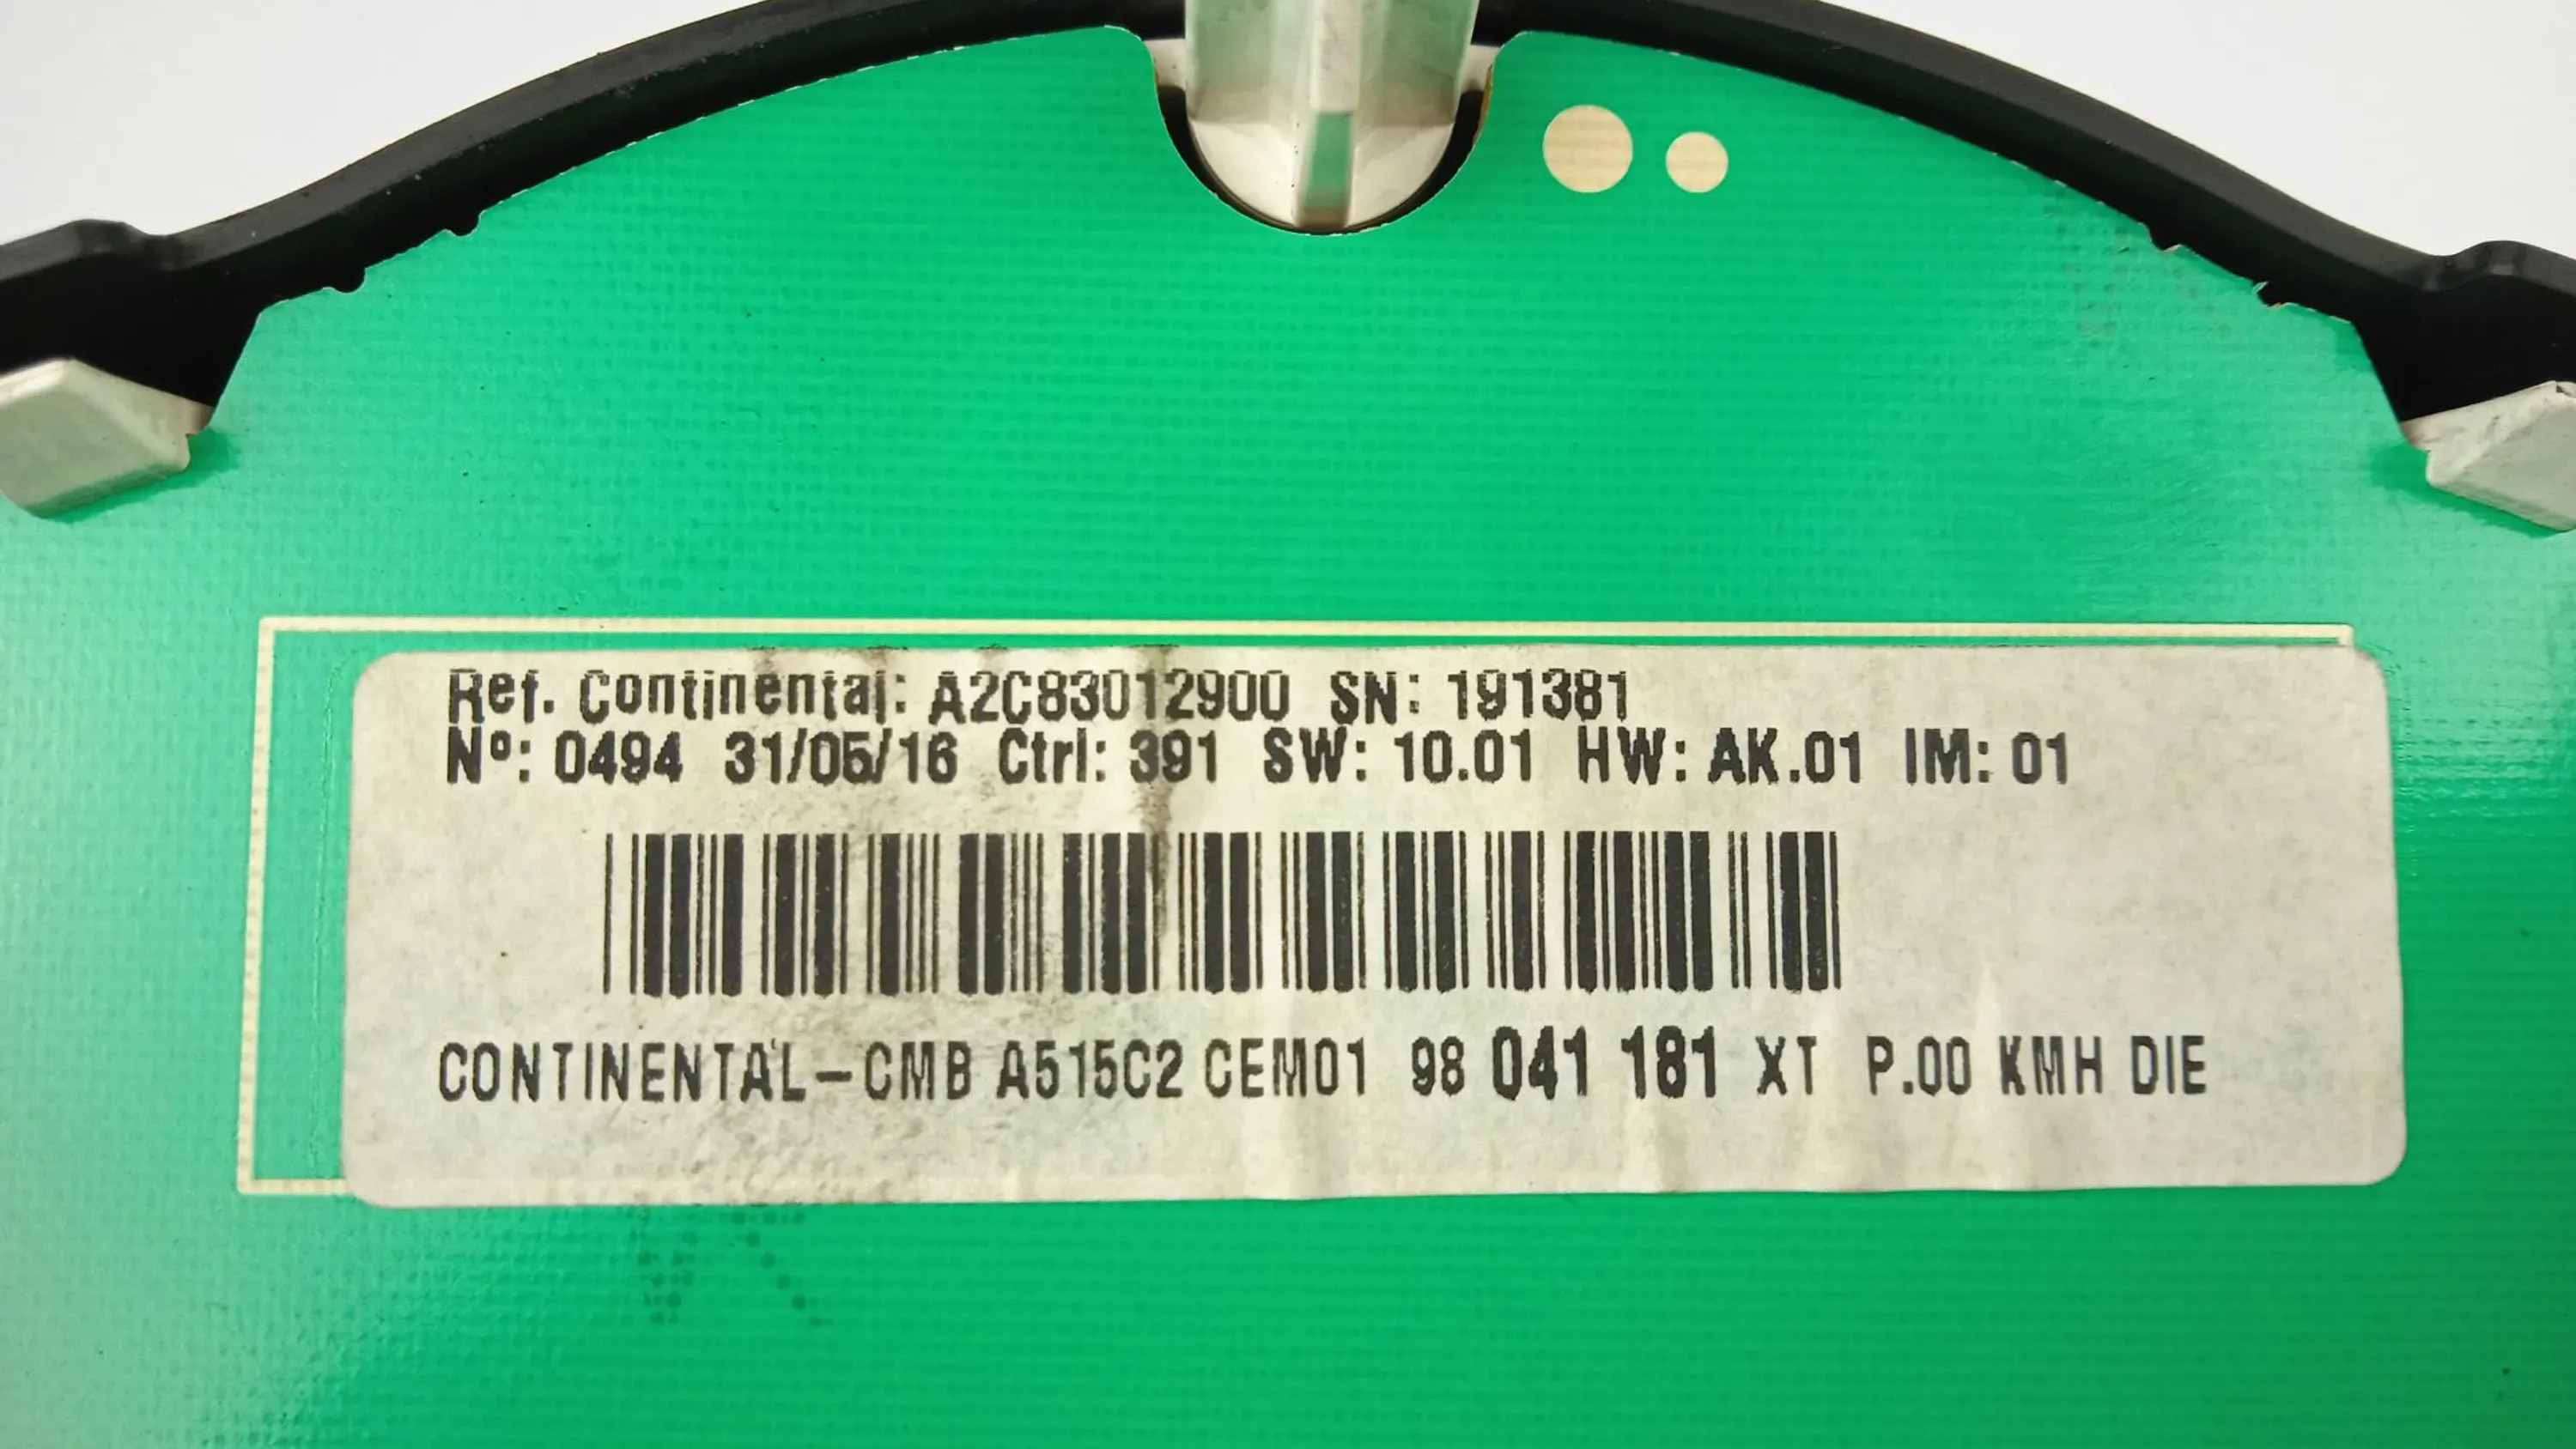 Ref. Continental: A2C83012900 SN: 191381
Nº: 0494 31/05/16 Ctrl: 391 SW: 10.01 HW: AK.01 IM: 01
CONTINENTAL-CMB A515C2 CEM01 98 041 181 XT P.00 KMH DIE